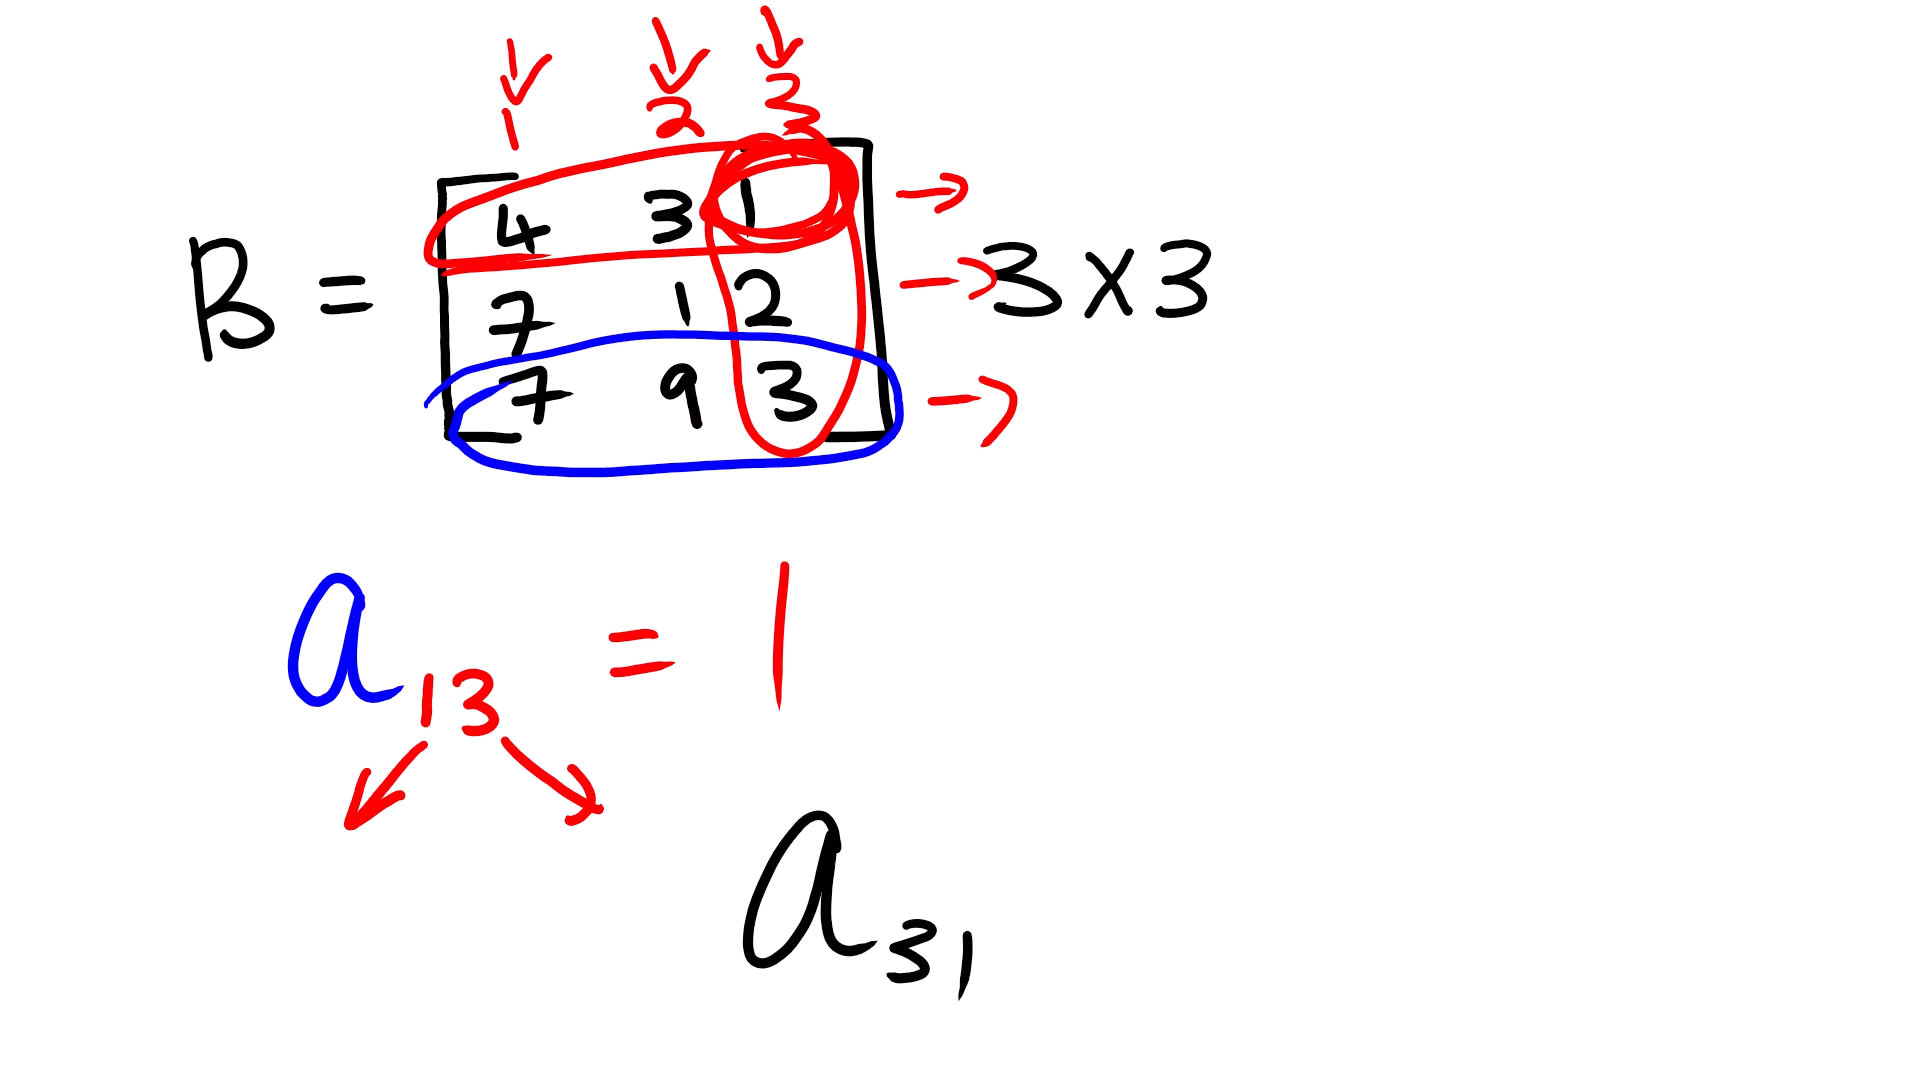 1 2 3
B = [ 4 3 1
7 1 2
7 9 3 ] 3 x 3
a₁₃ = 1
a₃₁